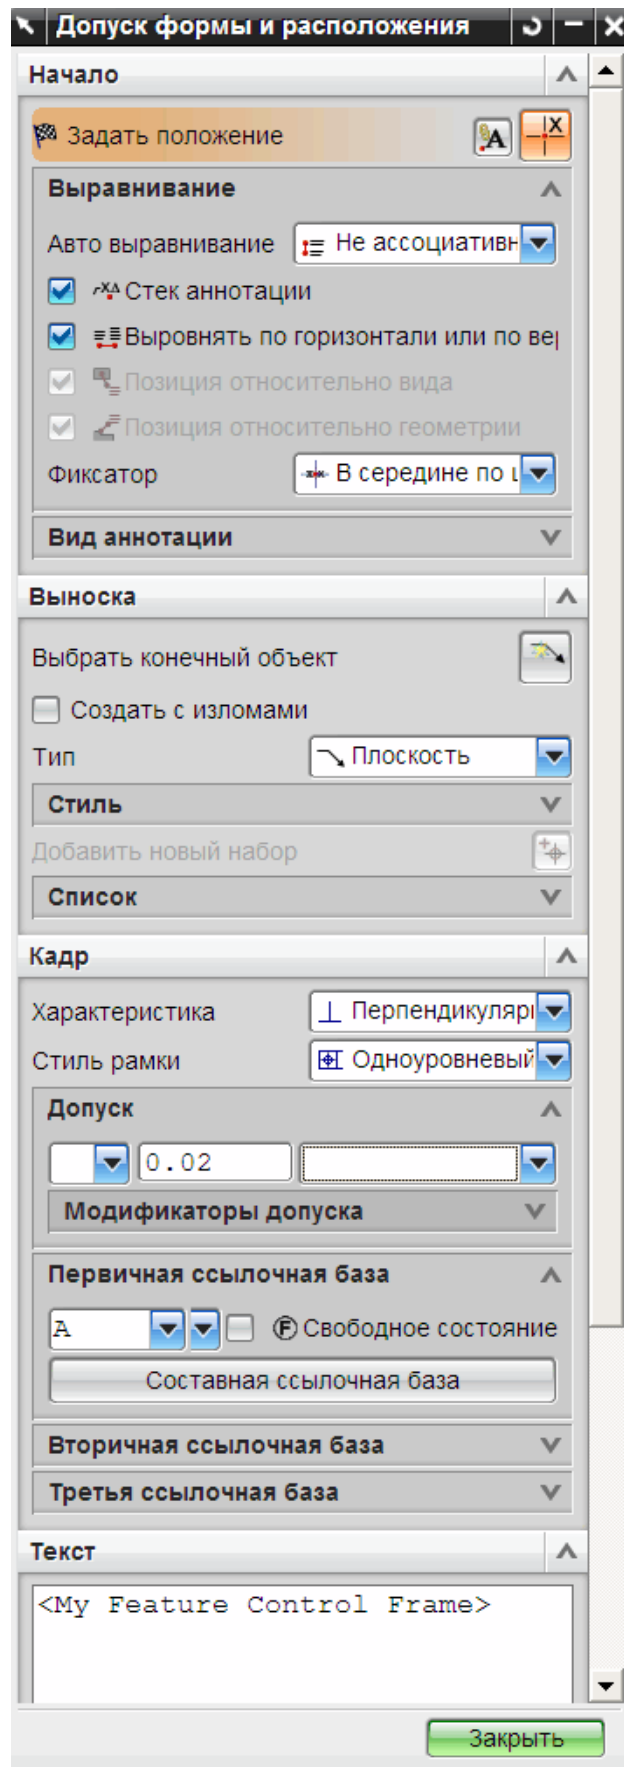 Допуск формы и расположения
Начало
Задать положение
Выравнивание
Авто выравнивание Не ассоциативн
Стек аннотации
Выровнять по горизонтали или по вер
Позиция относительно вида
Позиция относительно геометрии
Фиксатор В середине по ц
Вид аннотации
Выноска
Выбрать конечный объект
Создать с изломами
Тип Плоскость
Стиль
Добавить новый набор
Список
Кадр
Характеристика Перпендикуляр
Стиль рамки Одноуровневый
Допуск
0.02
Модификаторы допуска
Первичная ссылочная база
A Ⓕ Свободное состояние
Составная ссылочная база
Вторичная ссылочная база
Третья ссылочная база
Текст
<My Feature Control Frame>
Закрыть